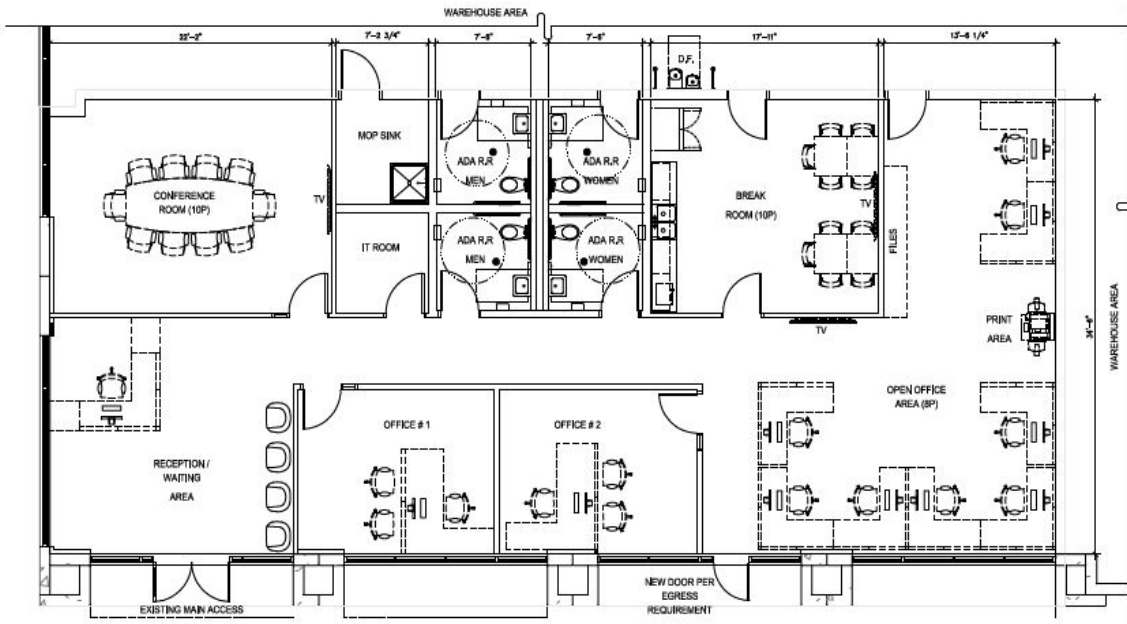 WAREHOUSE AREA
22'-2"
7'-2 3/4"
7'-6"
7'-6"
17'-11"
13'-6 1/4"
D.F.
MOP SINK
ADA R.R
MEN
ADA R.R
WOMEN
CONFERENCE
ROOM (10P)
TV
BREAK
ROOM (10P)
TV
IT ROOM
ADA R.R
MEN
ADA R.R
WOMEN
FILES
PRINT
AREA
TV
34'-6"
WAREHOUSE AREA
OPEN OFFICE
AREA (8P)
OFFICE # 1
OFFICE # 2
RECEPTION /
WAITING
AREA
EXISTING MAIN ACCESS
NEW DOOR PER
EGRESS
REQUIREMENT